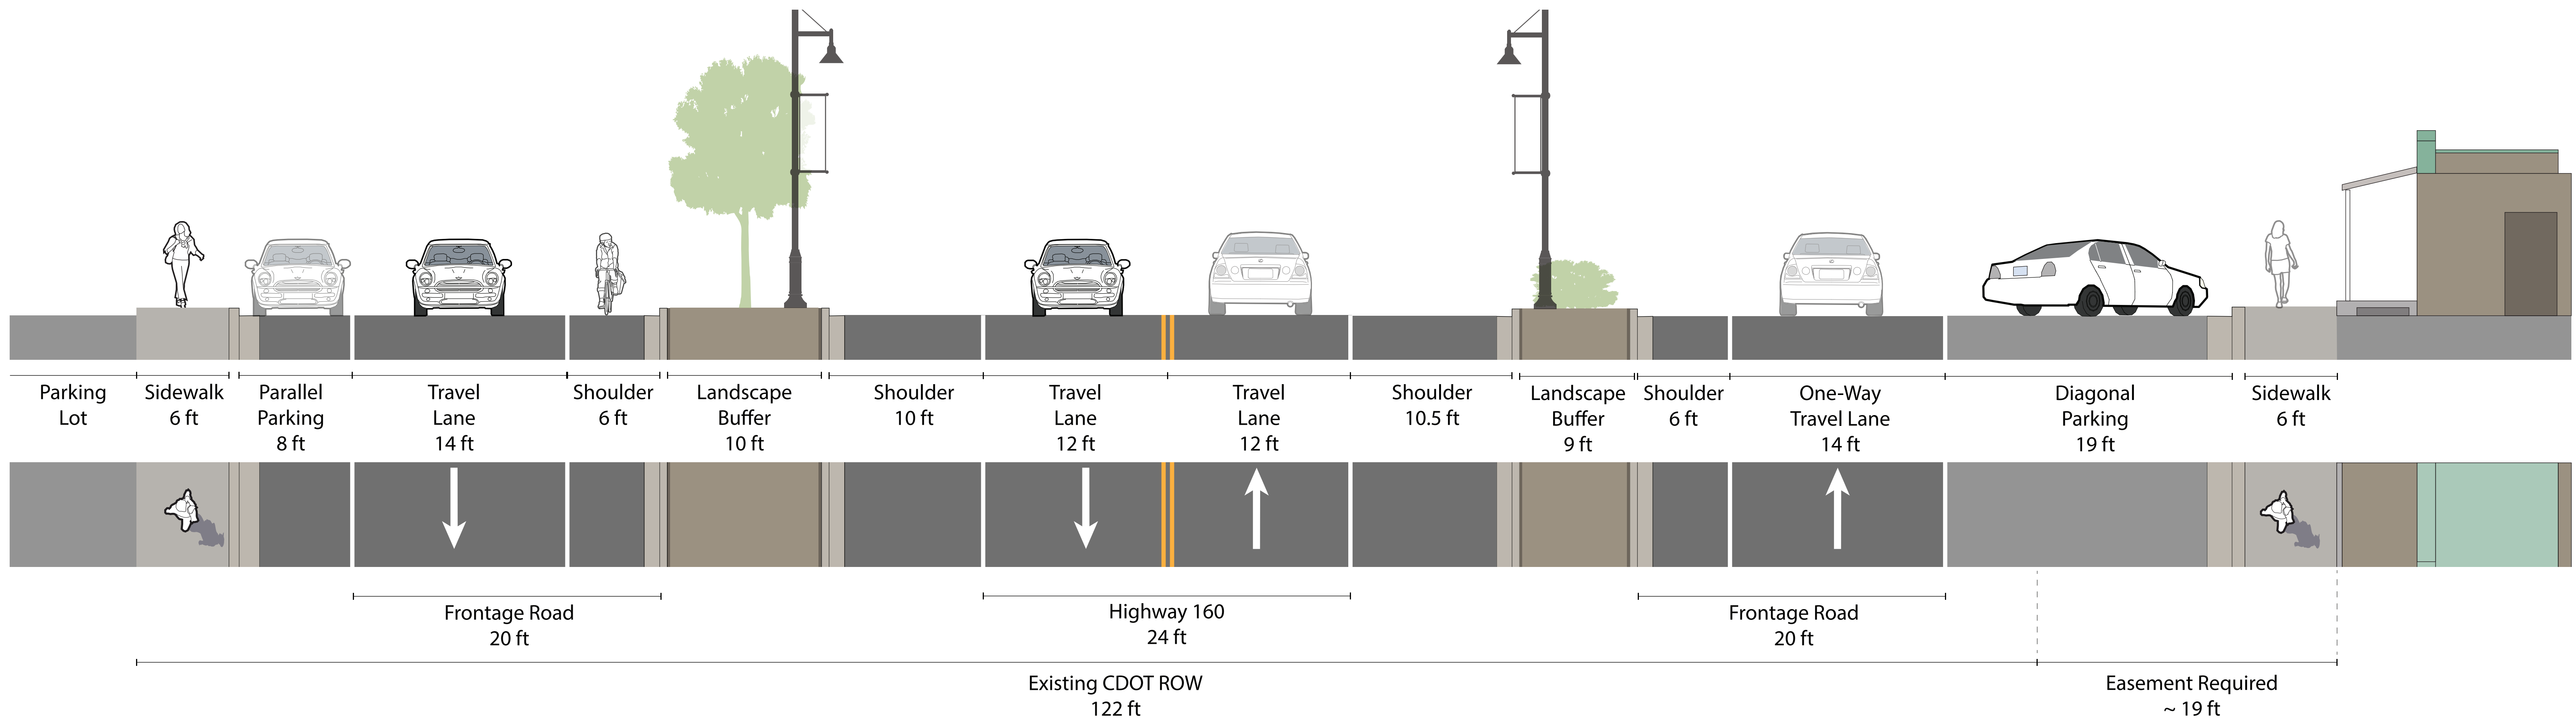 Parking
Lot
Sidewalk
6 ft
Parallel
Parking
8 ft
Travel
Lane
14 ft
Shoulder
6 ft
Landscape
Buffer
10 ft
Shoulder
10 ft
Travel
Lane
12 ft
Travel
Lane
12 ft
Shoulder
10.5 ft
Landscape
Buffer
9 ft
Shoulder
6 ft
One-Way
Travel Lane
14 ft
Diagonal
Parking
19 ft
Sidewalk
6 ft
Frontage Road
20 ft
Highway 160
24 ft
Frontage Road
20 ft
Existing CDOT ROW
122 ft
Easement Required
~ 19 ft